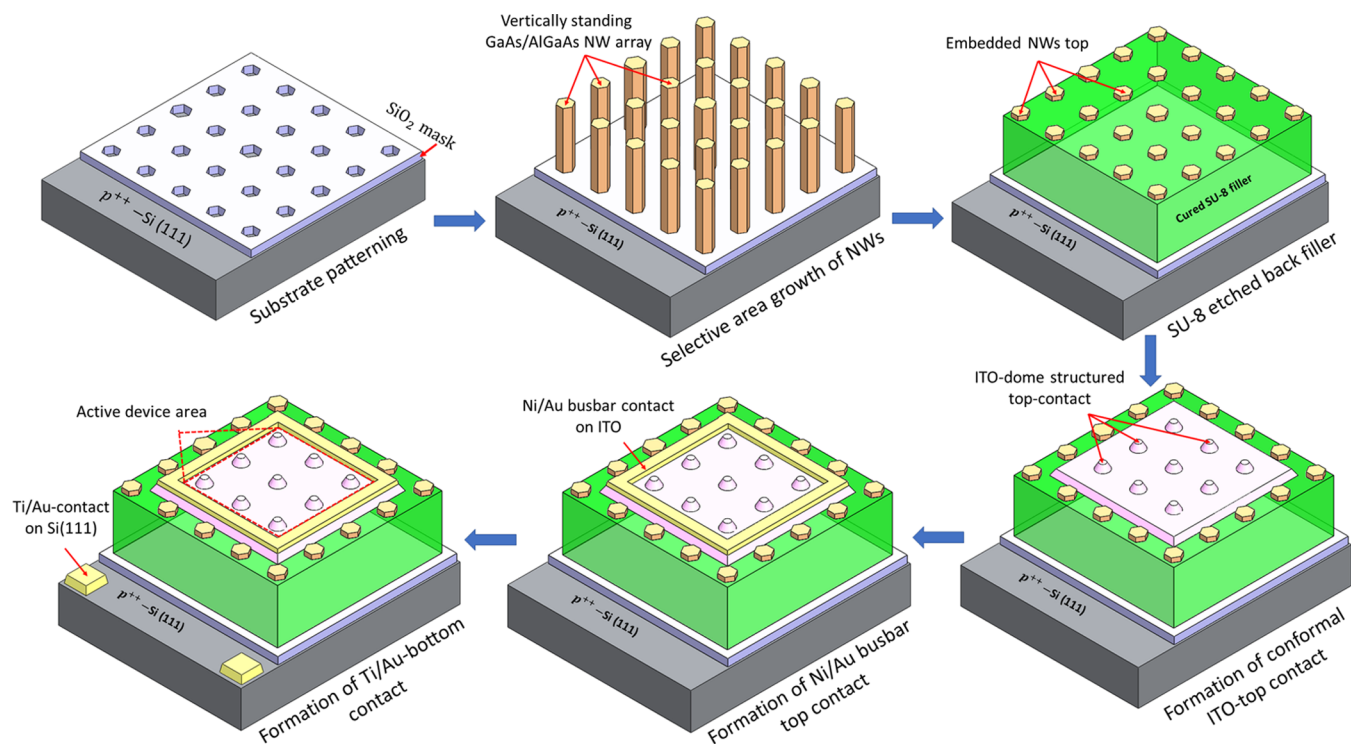 SiO₂ mask
p⁺⁺−Si (111)
Substrate patterning
Vertically standing
GaAs/AlGaAs NW array
p⁺⁺−Si (111)
Selective area growth of NWs
Embedded NWs top
Cured SU-8 filler
p⁺⁺−Si (111)
SU-8 etched back filler
ITO-dome structured
top-contact
p⁺⁺−Si (111)
Formation of conformal
ITO-top contact
Ni/Au busbar contact
on ITO
p⁺⁺−Si (111)
Formation of Ni/Au busbar
top contact
Active device area
Ti/Au-contact
on Si(111)
p⁺⁺−Si (111)
Formation of Ti/Au-bottom
contact